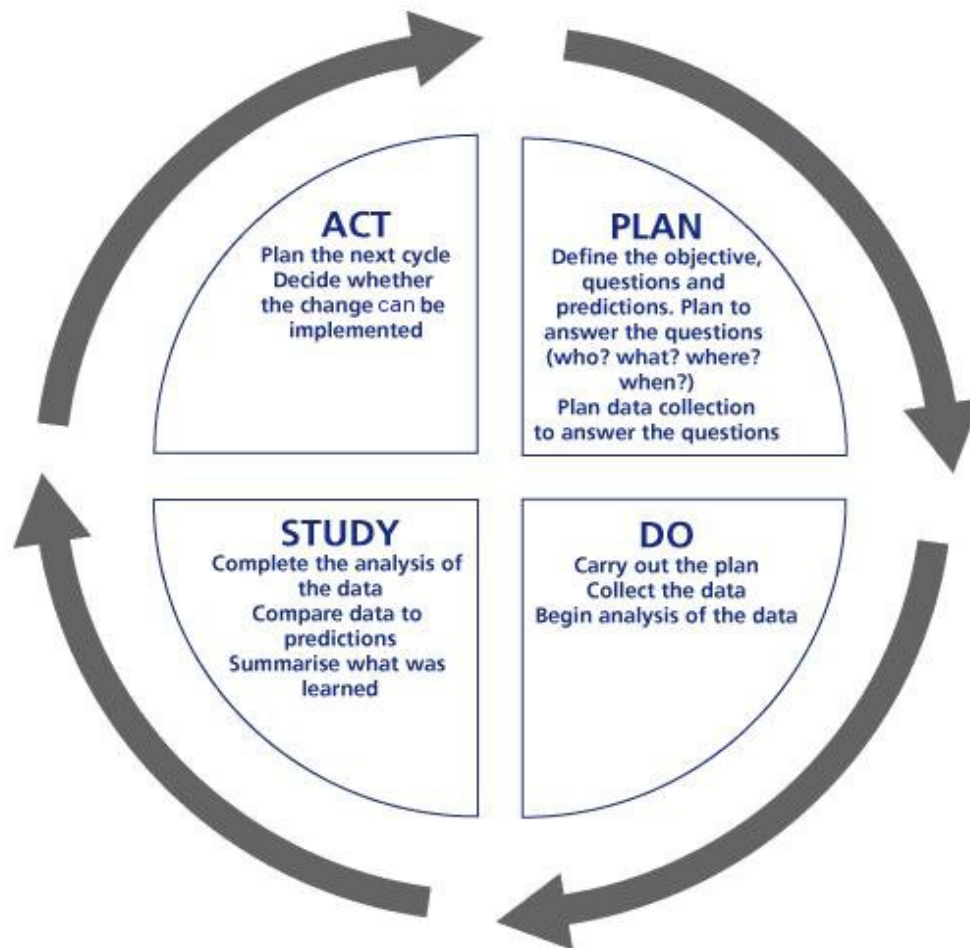 ACT
Plan the next cycle
Decide whether
the change can be
implemented
PLAN
Define the objective,
questions and
predictions. Plan to
answer the questions
(who? what? where?
when?)
Plan data collection
to answer the questions
STUDY
Complete the analysis of
the data
Compare data to
predictions
Summarise what was
learned
DO
Carry out the plan
Collect the data
Begin analysis of the data